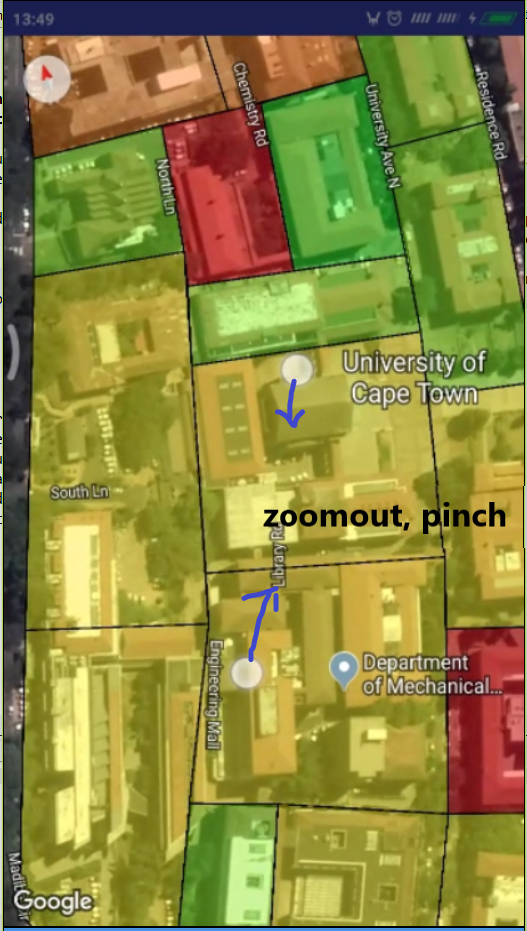 13:49
Chemistry Rd
University Ave N
Residence Rd
North Ln
University of
Cape Town
South Ln
zoomout, pinch
Library Rd
Engineering Mall
Department
of Mechanical...
Google